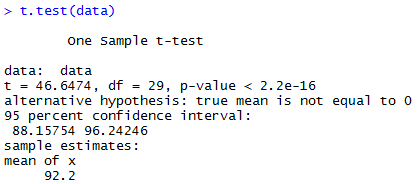 > t.test(data)
One Sample t-test
data: data
t = 46.6474, df = 29, p-value < 2.2e-16
alternative hypothesis: true mean is not equal to 0
95 percent confidence interval:
88.15754 96.24246
sample estimates:
mean of x
92.2